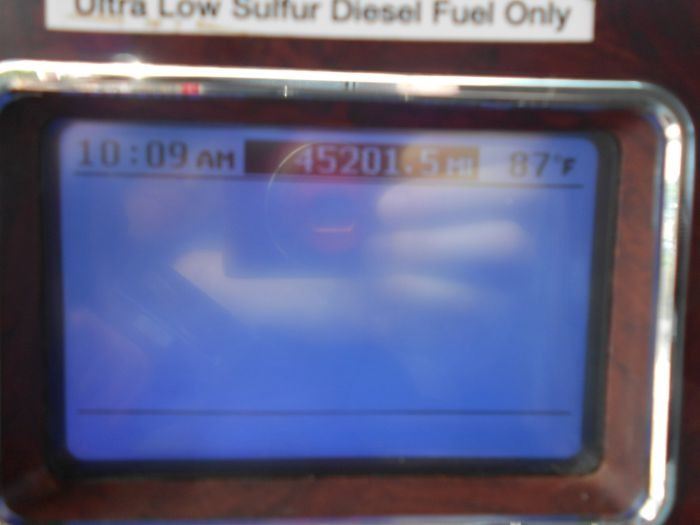 Ultra Low Sulfur Diesel Fuel Only
10:09 AM 45201.5 MI 87°F